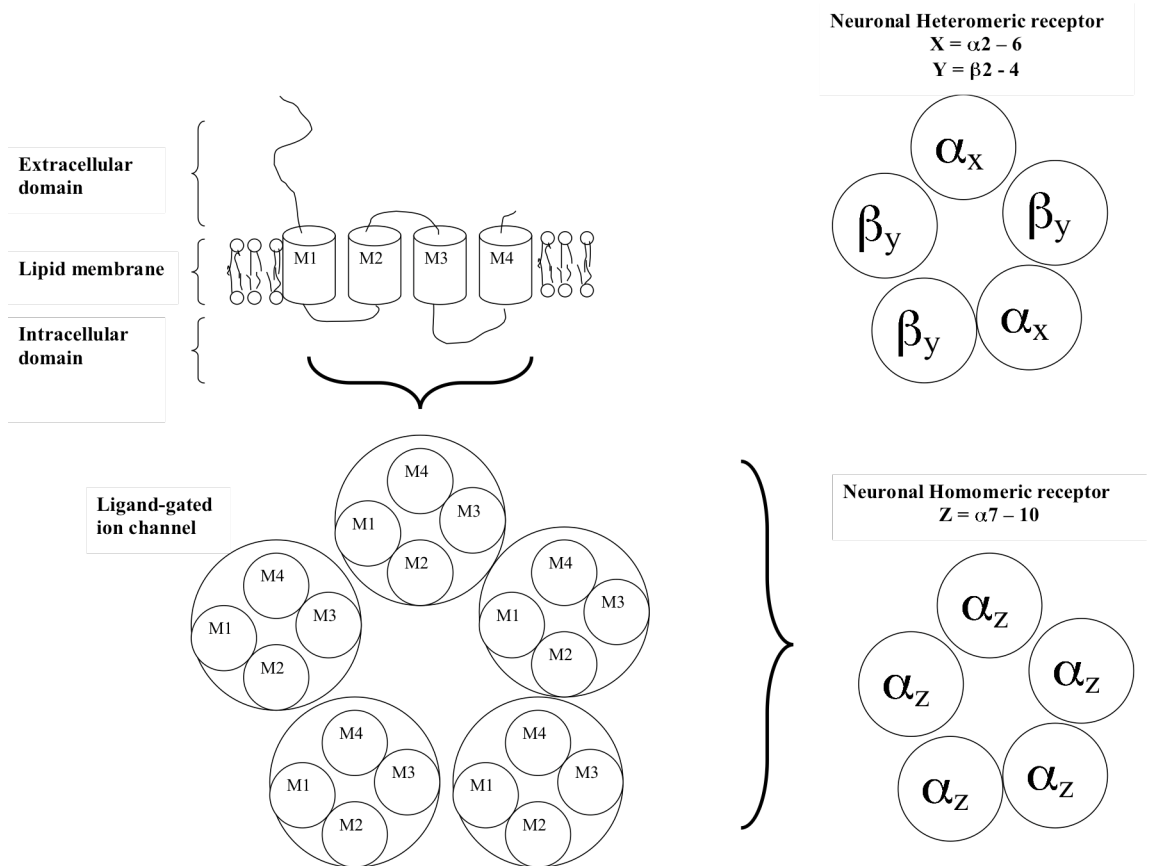 Neuronal Heteromeric receptor
X = α2 – 6
Y = β2 - 4
αx
βy
βy
βy
αx
Extracellular
domain
Lipid membrane
Intracellular
domain
M1
M2
M3
M4
Ligand-gated
ion channel
M4
M1
M3
M2
M4
M1
M3
M2
M4
M1
M3
M2
M4
M1
M3
M2
M4
M1
M3
M2
Neuronal Homomeric receptor
Z = α7 – 10
αz
αz
αz
αz
αz